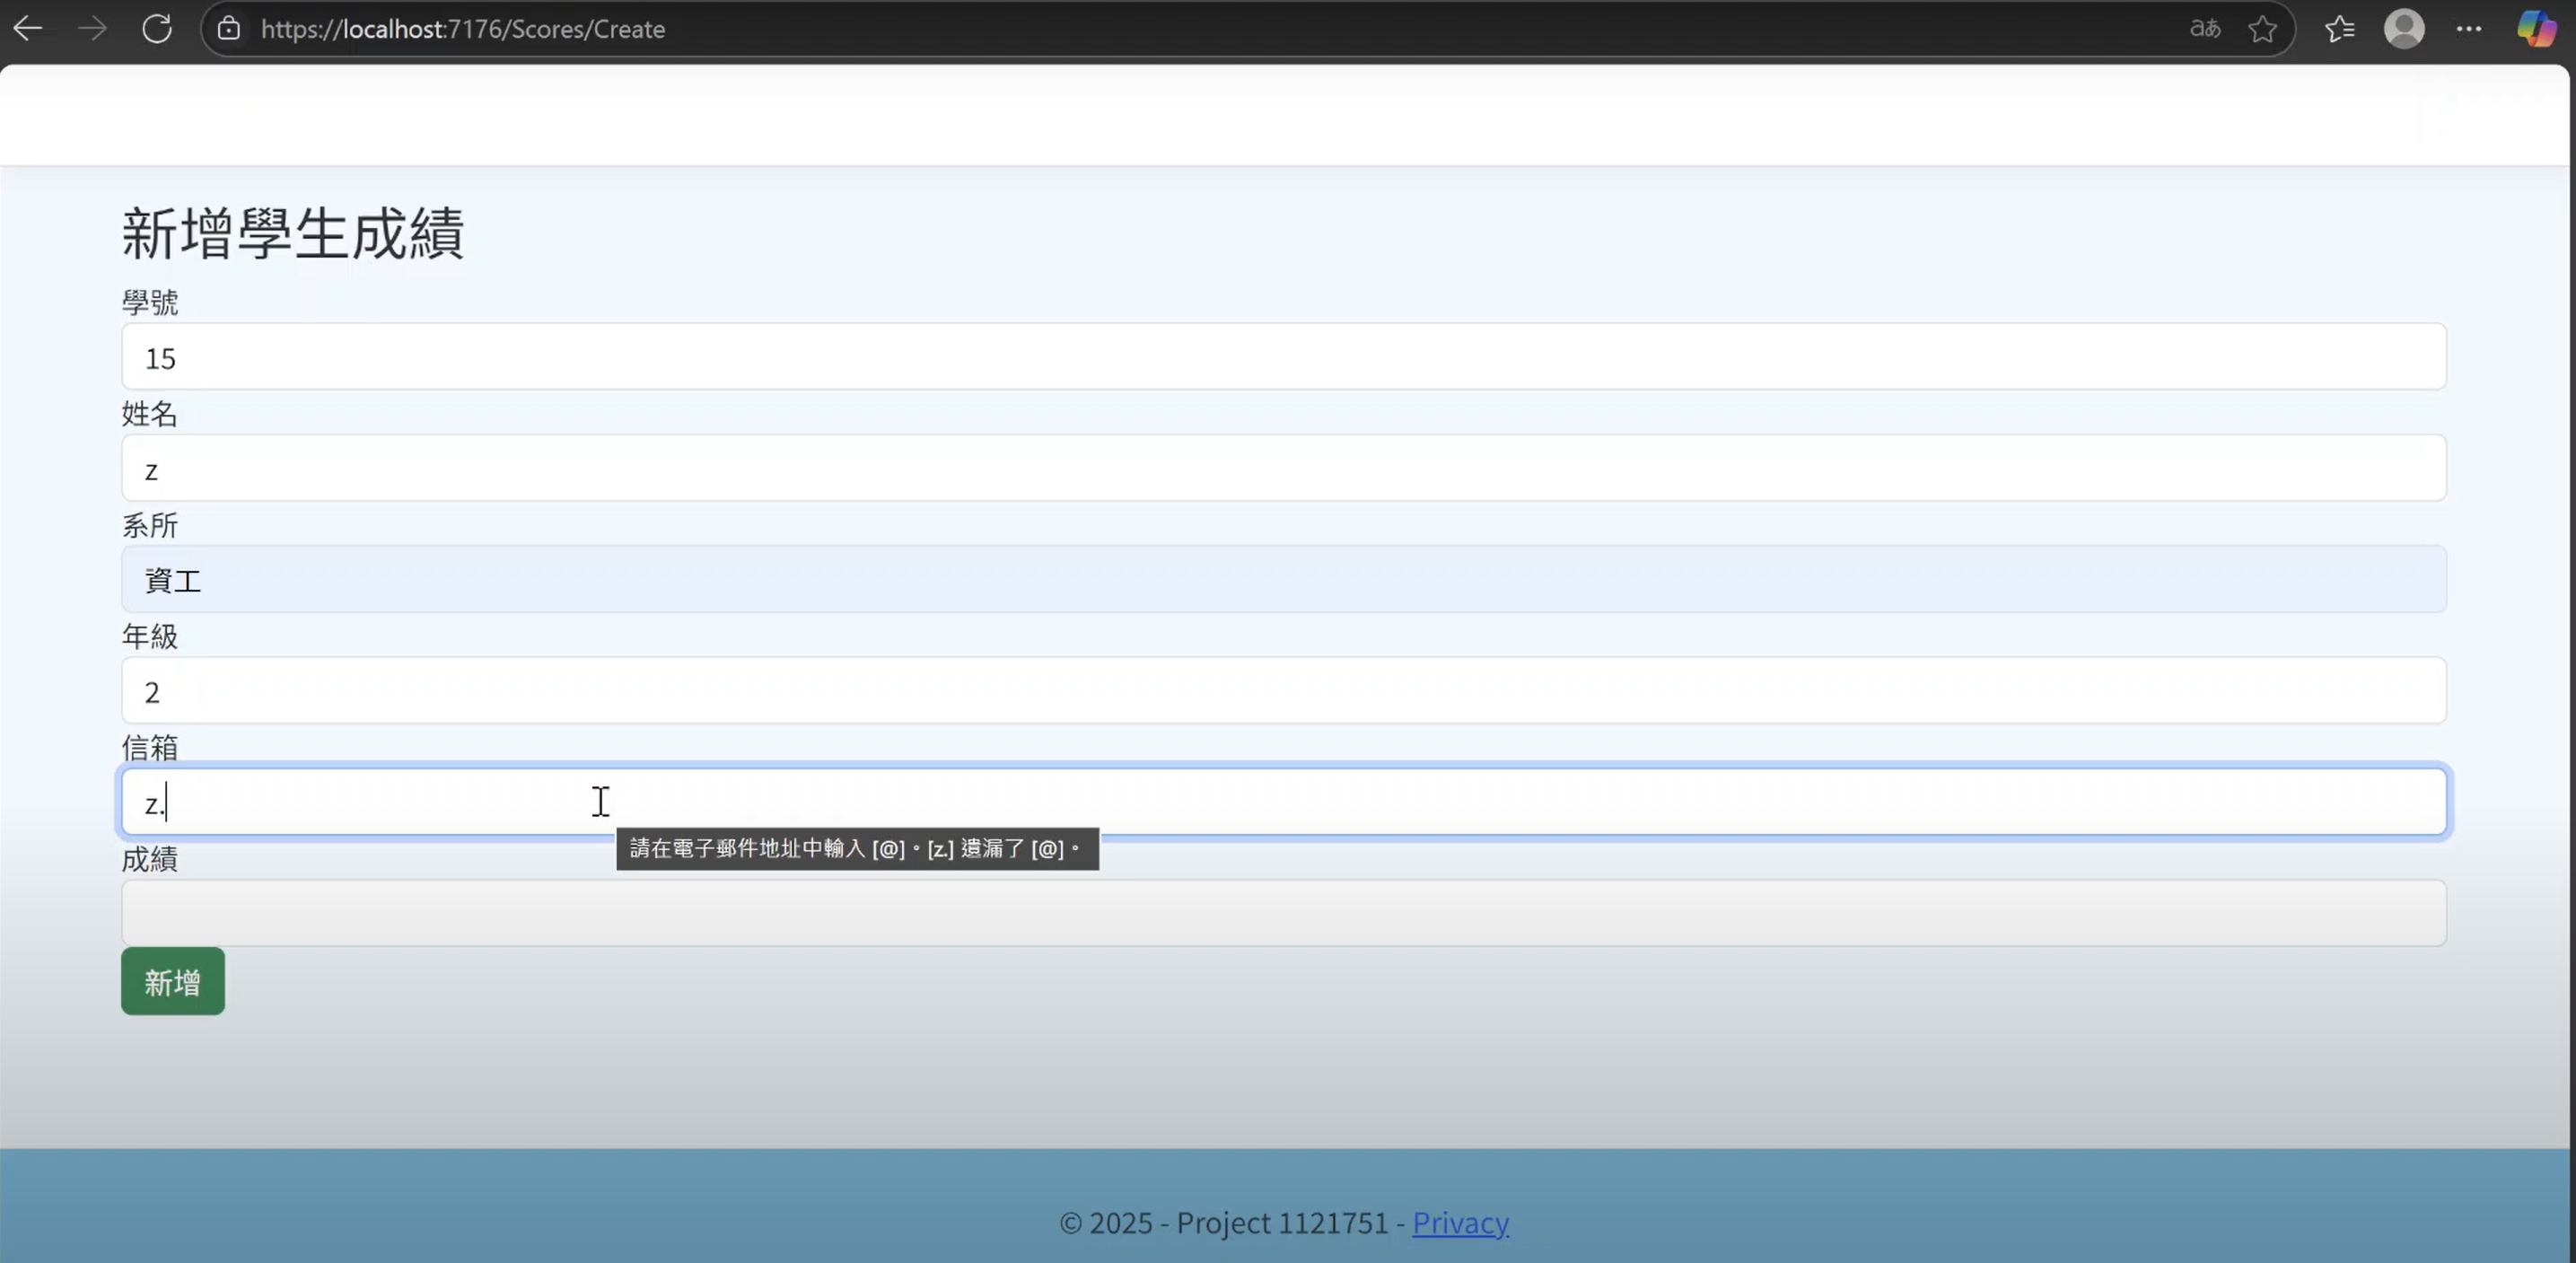 https://localhost:7176/Scores/Create
aあ
新增學生成績
學號
15
姓名
z
系所
資工
年級
2
信箱
z.
請在電子郵件地址中輸入 [@]。[z.] 遺漏了 [@]。
成績
新增
© 2025 - Project 1121751 - Privacy